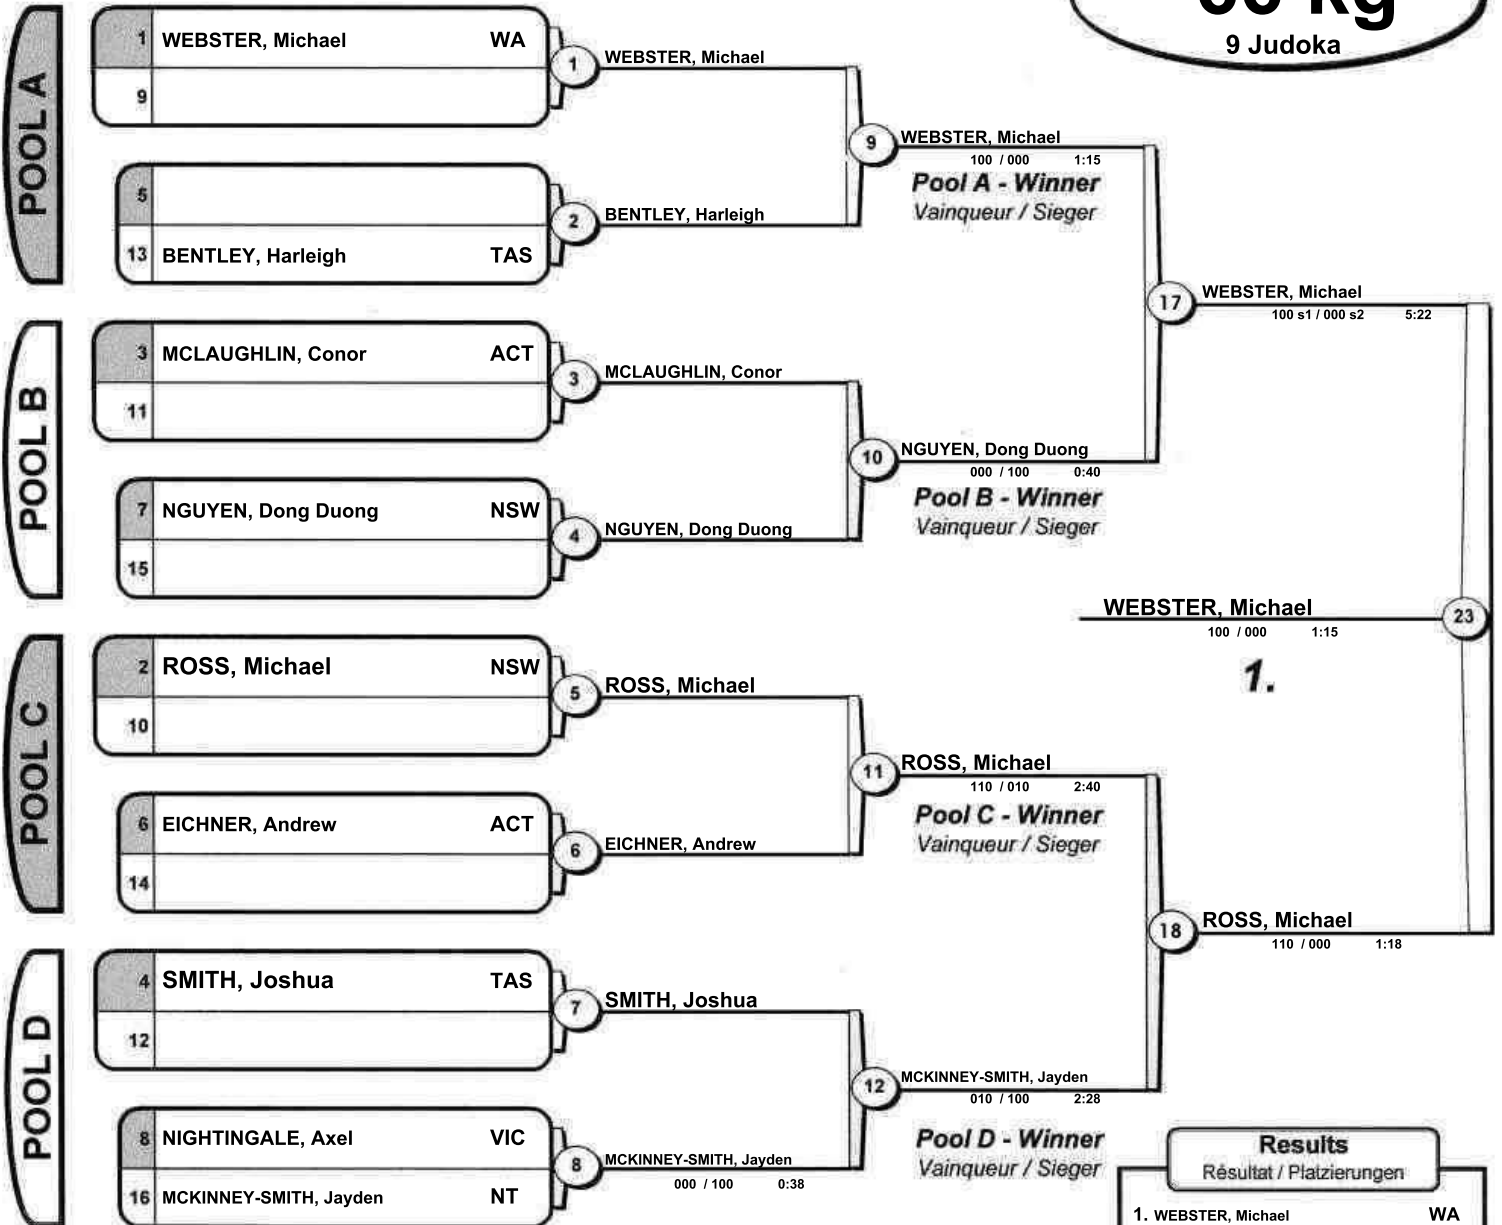 66 kg
9 Judoka
POOL A
1 WEBSTER, Michael WA
9
1 WEBSTER, Michael
5
13 BENTLEY, Harleigh TAS
2 BENTLEY, Harleigh
9 WEBSTER, Michael
100 / 000 1:15
Pool A - Winner
Vainqueur / Sieger
POOL B
3 MCLAUGHLIN, Conor ACT
11
3 MCLAUGHLIN, Conor
7 NGUYEN, Dong Duong NSW
15
4 NGUYEN, Dong Duong
10 NGUYEN, Dong Duong
000 / 100 0:40
Pool B - Winner
Vainqueur / Sieger
17 WEBSTER, Michael
100 s1 / 000 s2 5:22
WEBSTER, Michael 23
100 / 000 1:15
1.
POOL C
2 ROSS, Michael NSW
10
5 ROSS, Michael
6 EICHNER, Andrew ACT
14
6 EICHNER, Andrew
11 ROSS, Michael
110 / 010 2:40
Pool C - Winner
Vainqueur / Sieger
18 ROSS, Michael
110 / 000 1:18
POOL D
4 SMITH, Joshua TAS
12
7 SMITH, Joshua
8 NIGHTINGALE, Axel VIC
16 MCKINNEY-SMITH, Jayden NT
8 MCKINNEY-SMITH, Jayden
000 / 100 0:38
12 MCKINNEY-SMITH, Jayden
010 / 100 2:28
Pool D - Winner
Vainqueur / Sieger
Results
Résultat / Platzierungen
1. WEBSTER, Michael WA